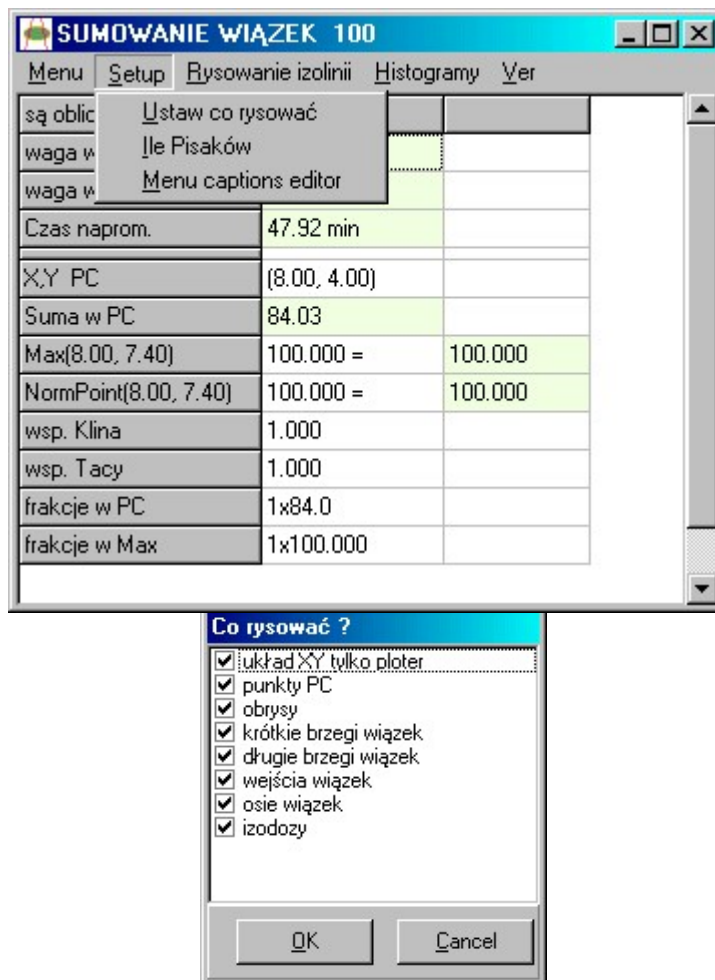 SUMOWANIE WIĄZEK 100
Menu Setup Rysowanie izolinii Histogramy Ver
są oblic
Ustaw co rysować
waga w
Ile Pisaków
waga w
Menu captions editor
Czas naprom. 47.92 min
X,Y PC (8.00, 4.00)
Suma w PC 84.03
Max(8.00, 7.40) 100.000 = 100.000
NormPoint(8.00, 7.40) 100.000 = 100.000
wsp. Klina 1.000
wsp. Tacy 1.000
frakcje w PC 1x84.0
frakcje w Max 1x100.000
Co rysować ?
układ XY tylko ploter
punkty PC
obrysy
krótkie brzegi wiązek
długie brzegi wiązek
wejścia wiązek
osie wiązek
izodozy
OK Cancel